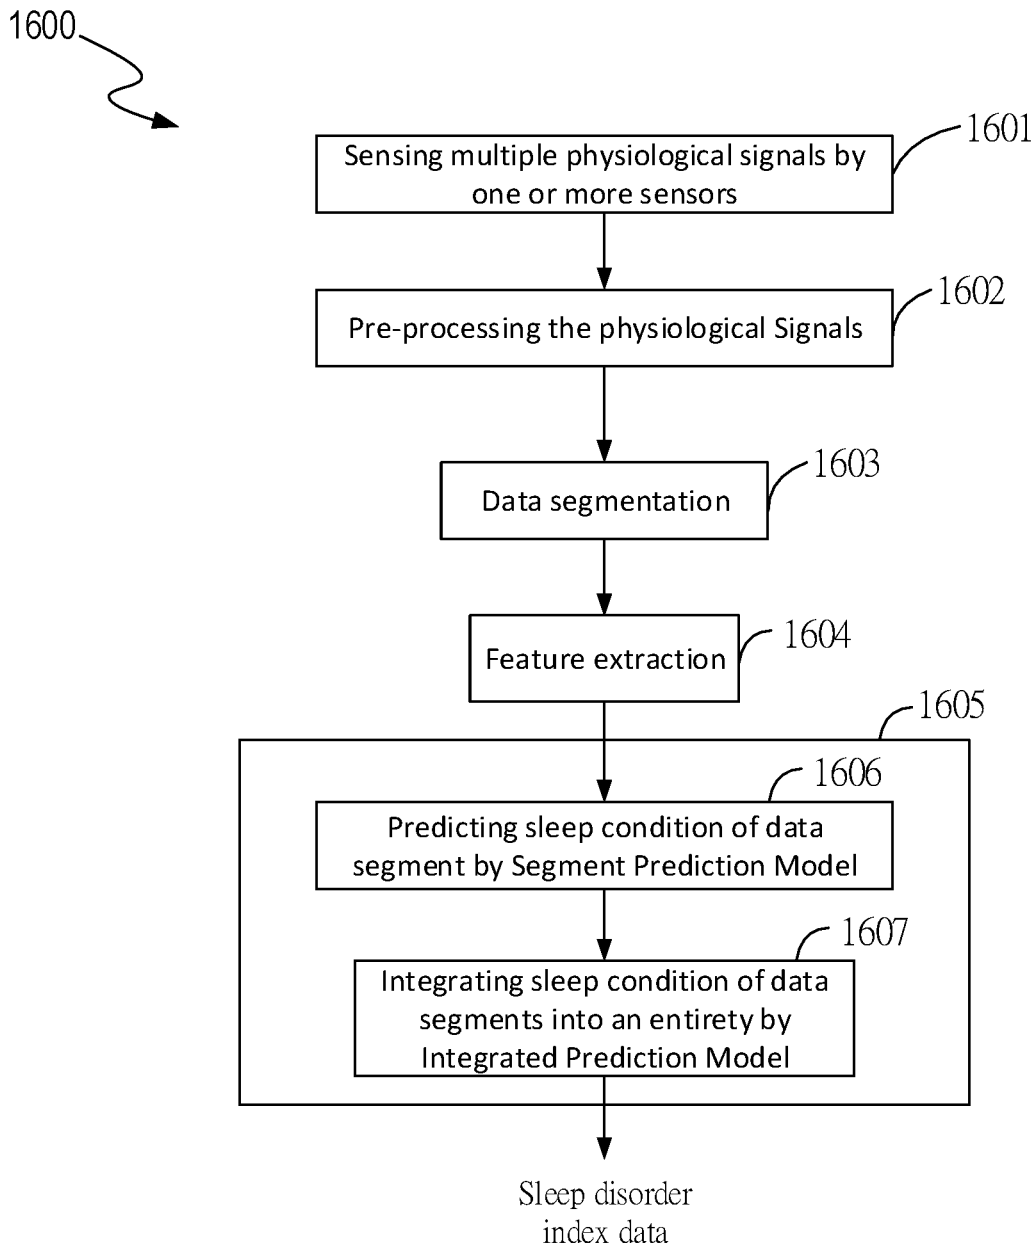 1600
1601
Sensing multiple physiological signals by
one or more sensors
1602
Pre-processing the physiological Signals
1603
Data segmentation
1604
Feature extraction
1605
1606
Predicting sleep condition of data
segment by Segment Prediction Model
1607
Integrating sleep condition of data
segments into an entirety by
Integrated Prediction Model
Sleep disorder
index data